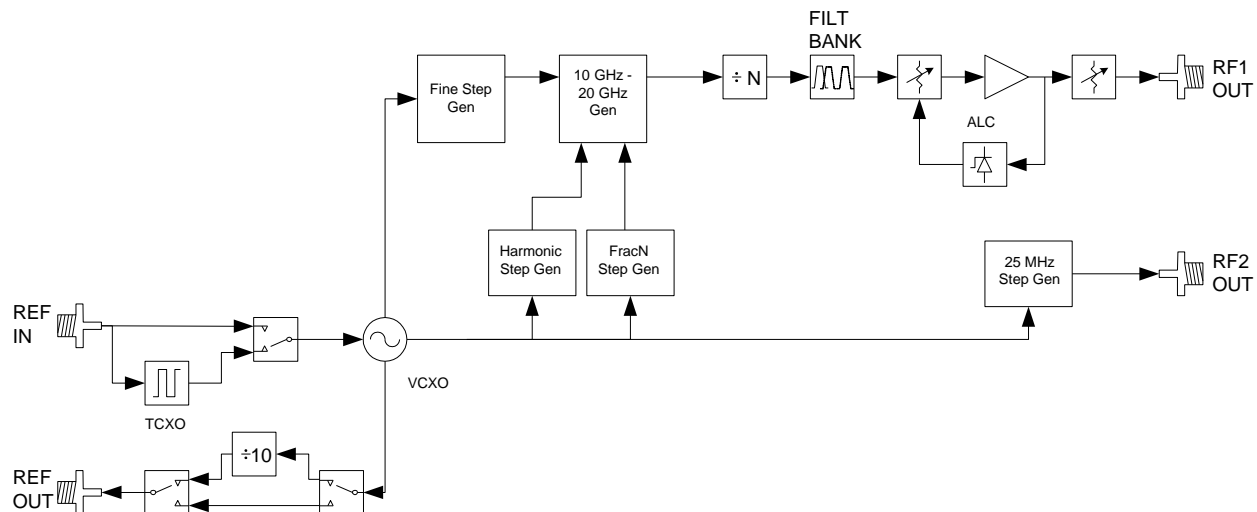 FILT
BANK
Fine Step
Gen
10 GHz -
20 GHz
Gen
÷ N
RF1
OUT
ALC
Harmonic
Step Gen
FracN
Step Gen
25 MHz
Step Gen
RF2
OUT
REF
IN
VCXO
TCXO
÷10
REF
OUT